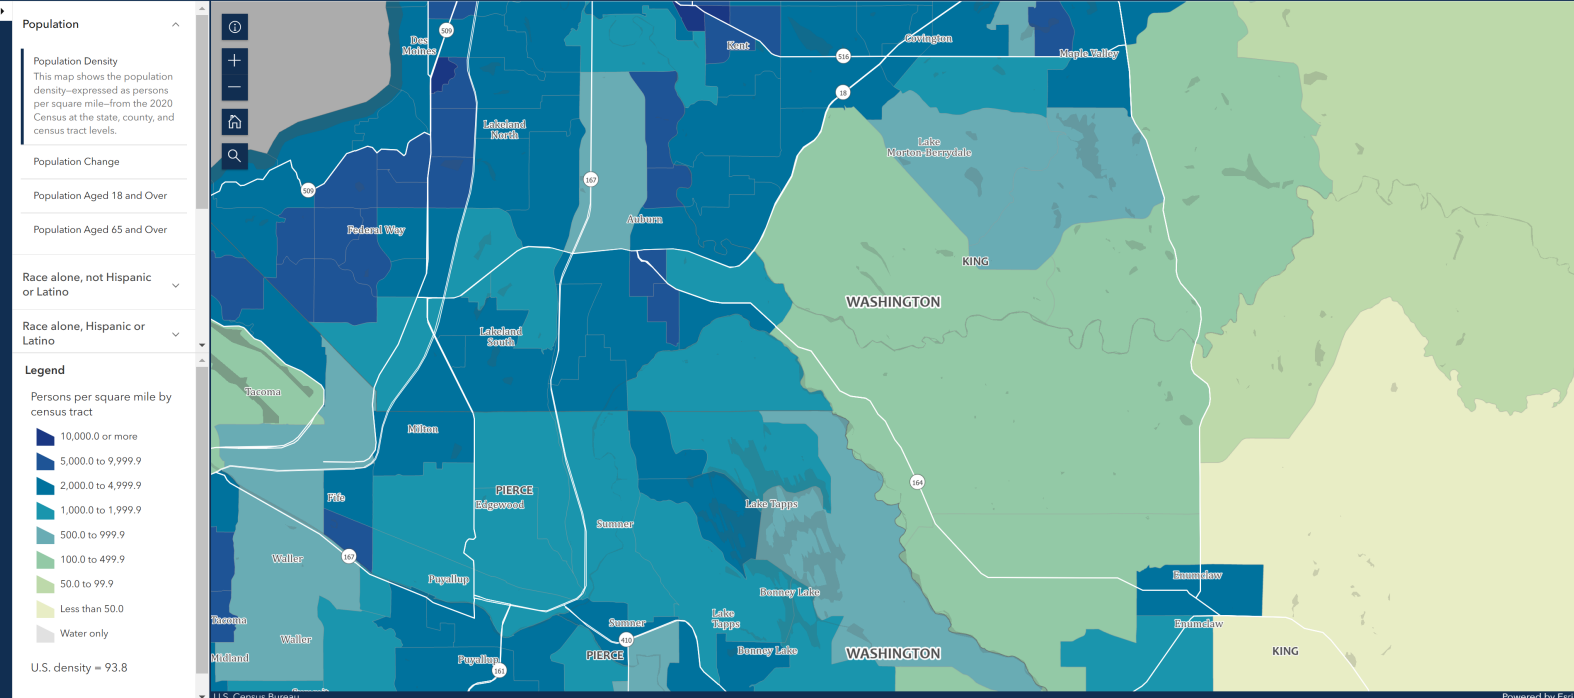 Population
Population Density
This map shows the population
density—expressed as persons
per square mile—from the 2020
Census at the state, county, and
census tract levels.
Population Change
Population Aged 18 and Over
Population Aged 65 and Over
Race alone, not Hispanic
or Latino
Race alone, Hispanic or
Latino
Legend
Persons per square mile by
census tract
10,000.0 or more
5,000.0 to 9,999.9
2,000.0 to 4,999.9
1,000.0 to 1,999.9
500.0 to 999.9
100.0 to 499.9
50.0 to 99.9
Less than 50.0
Water only
U.S. density = 93.8
509
Des
Moines
Kent
Covington
516
Maple Valley
18
Lakeland
North
Lake
Morton-Berrydale
167
509
Auburn
Federal Way
KING
WASHINGTON
Lakeland
South
Tacoma
Milton
164
PIERCE
Edgewood
Fife
Lake Tapps
Sumner
167
Waller
Puyallup
Enumclaw
Bonney Lake
Tacoma
Lake
Tapps
Sumner
Enumclaw
Waller
410
Midland
Puyallup
PIERCE
Bonney Lake
WASHINGTON
KING
161
U.S. Census Bureau
Powered by Esri